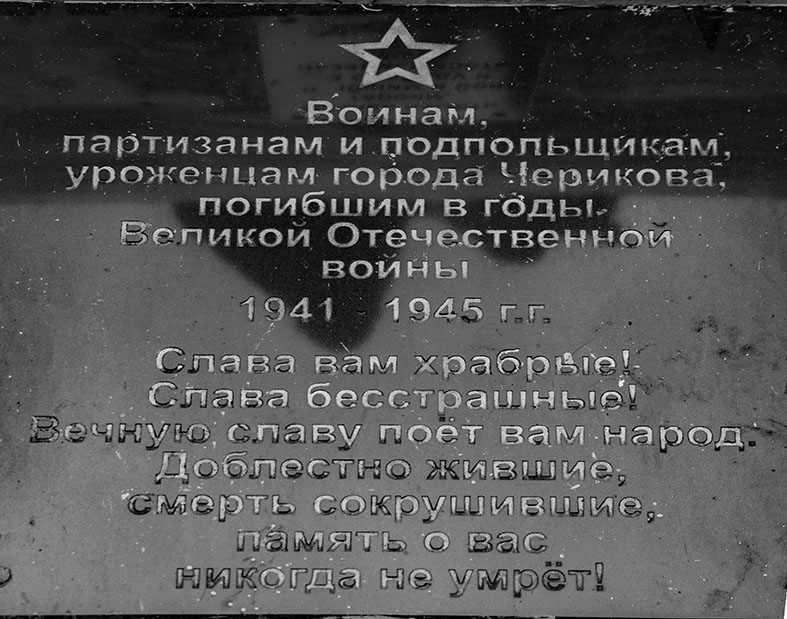 Воинам,
партизанам и подпольщикам,
уроженцам города Черикова,
погибшим в годы
Великой Отечественной
войны
1941 - 1945 г.г.
Слава вам храбрые!
Слава бесстрашные!
Вечную славу поёт вам народ.
Доблестно жившие,
смерть сокрушившие,
память о вас
никогда не умрёт!